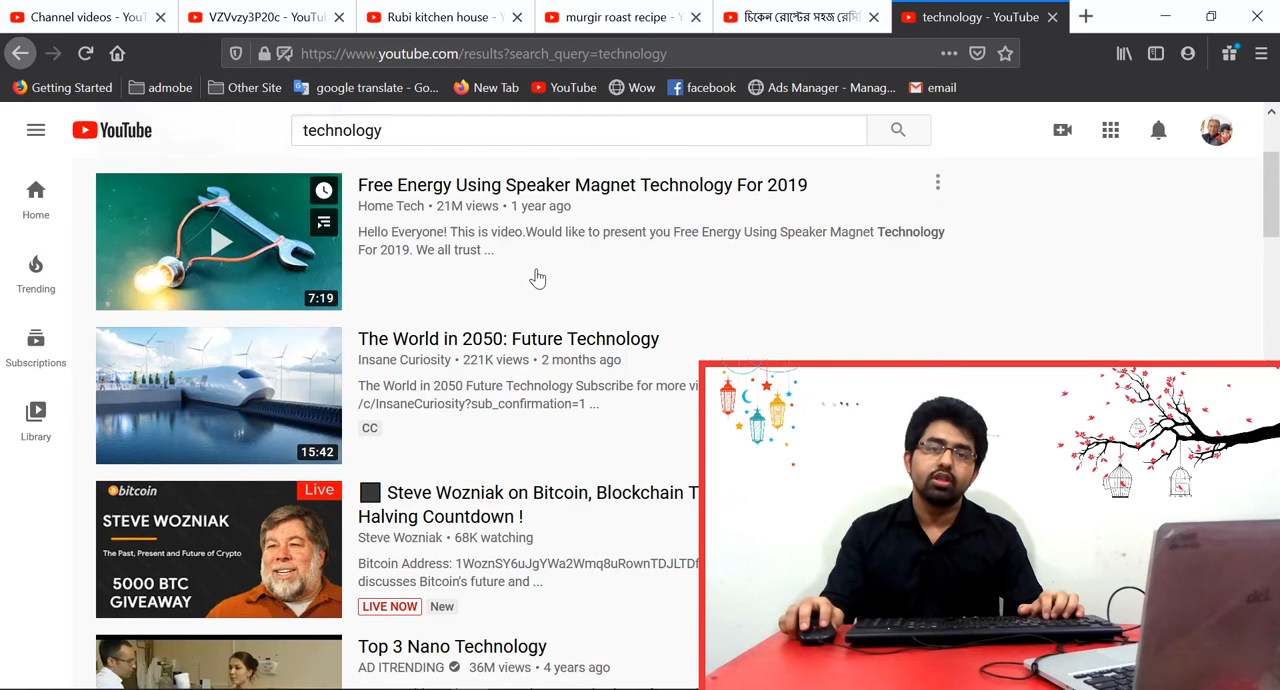 Channel videos - YouT
VZVvzy3P20c - YouTu
Rubi kitchen house - Y
murgir roast recipe - Y
চিকেন রোস্টের সহজ রেসি
technology - YouTube
https://www.youtube.com/results?search_query=technology
Getting Started
admobe
Other Site
google translate - Go...
New Tab
YouTube
Wow
facebook
Ads Manager - Manag...
email
YouTube
technology
Home
Trending
Subscriptions
Library
7:19
Free Energy Using Speaker Magnet Technology For 2019
Home Tech • 21M views • 1 year ago
Hello Everyone! This is video.Would like to present you Free Energy Using Speaker Magnet Technology
For 2019. We all trust ...
15:42
The World in 2050: Future Technology
Insane Curiosity • 221K views • 2 months ago
The World in 2050 Future Technology Subscribe for more vi
/c/InsaneCuriosity?sub_confirmation=1 ...
CC
bitcoin
Live
STEVE WOZNIAK
The Past, Present and Future of Crypto
5000 BTC
GIVEAWAY
Steve Wozniak on Bitcoin, Blockchain T
Halving Countdown !
Steve Wozniak • 68K watching
Bitcoin Address: 1WoznSY6uJgYWa2Wmq8uRownTDJLTDf
discusses Bitcoin's future and ...
LIVE NOW
New
Top 3 Nano Technology
AD ITRENDING 36M views • 4 years ago